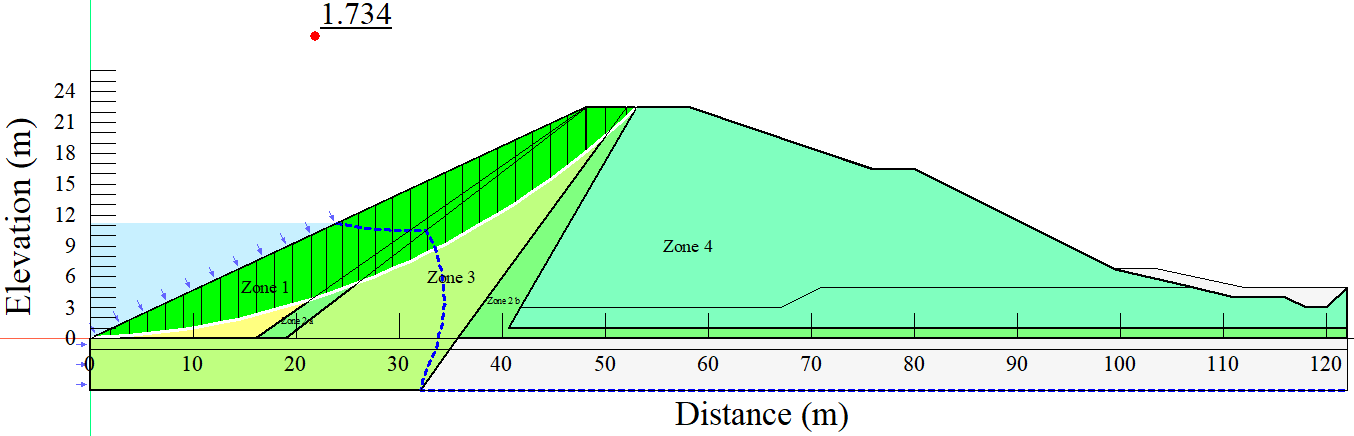 1.734
Elevation (m)
24
21
18
15
12
9
6
3
0
Zone 1
Zone 2 a
Zone 3
Zone 2 b
Zone 4
0 10 20 30 40 50 60 70 80 90 100 110 120
Distance (m)